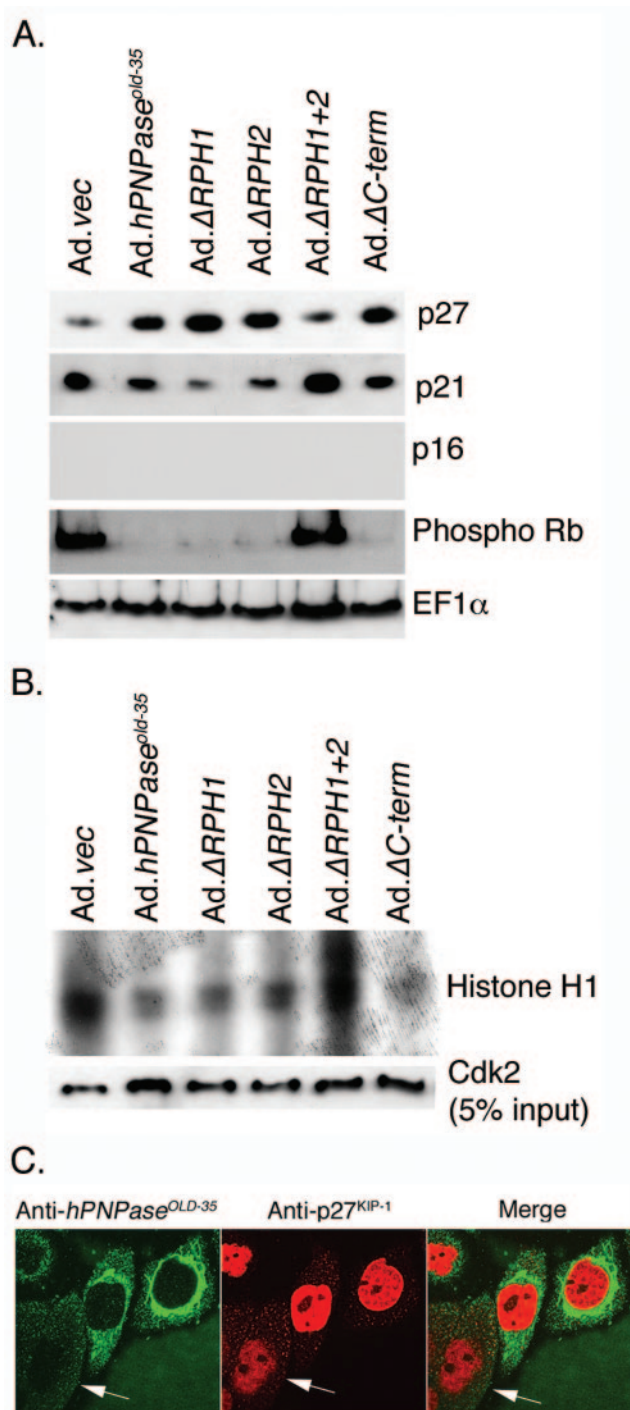 A.
Ad.vec
Ad.hPNPase^old-35
Ad.ΔRPH1
Ad.ΔRPH2
Ad.ΔRPH1+2
Ad.ΔC-term
p27
p21
p16
Phospho Rb
EF1α
B.
Ad.vec
Ad.hPNPase^old-35
Ad.ΔRPH1
Ad.ΔRPH2
Ad.ΔRPH1+2
Ad.ΔC-term
Histone H1
Cdk2
(5% input)
C.
Anti-hPNPase^OLD-35 Anti-p27^KIP-1 Merge